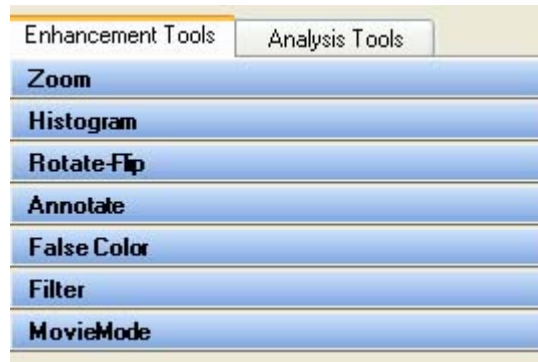 Enhancement Tools Analysis Tools
Zoom
Histogram
Rotate-Flip
Annotate
False Color
Filter
MovieMode